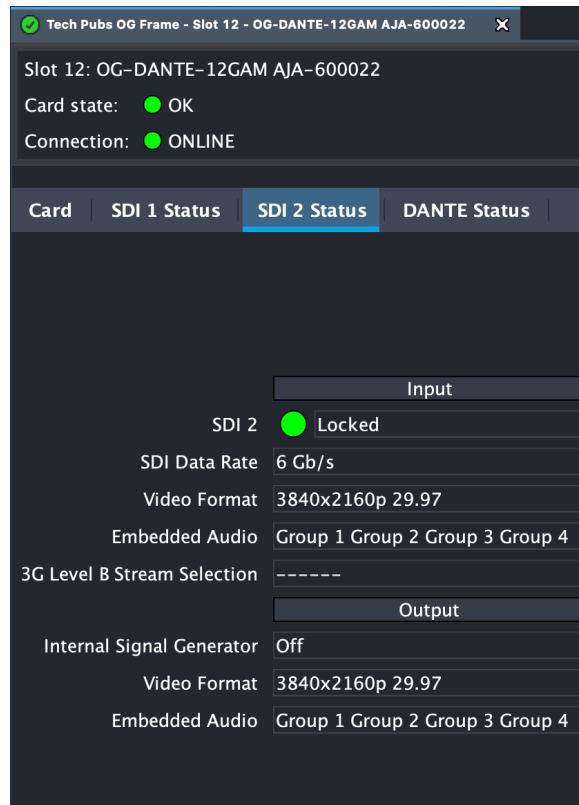 Tech Pubs OG Frame - Slot 12 - OG-DANTE-12GAM AJA-600022
Slot 12: OG-DANTE-12GAM AJA-600022
Card state: OK
Connection: ONLINE
Card SDI 1 Status SDI 2 Status DANTE Status
Input
SDI 2 Locked
SDI Data Rate 6 Gb/s
Video Format 3840x2160p 29.97
Embedded Audio Group 1 Group 2 Group 3 Group 4
3G Level B Stream Selection ------
Output
Internal Signal Generator Off
Video Format 3840x2160p 29.97
Embedded Audio Group 1 Group 2 Group 3 Group 4